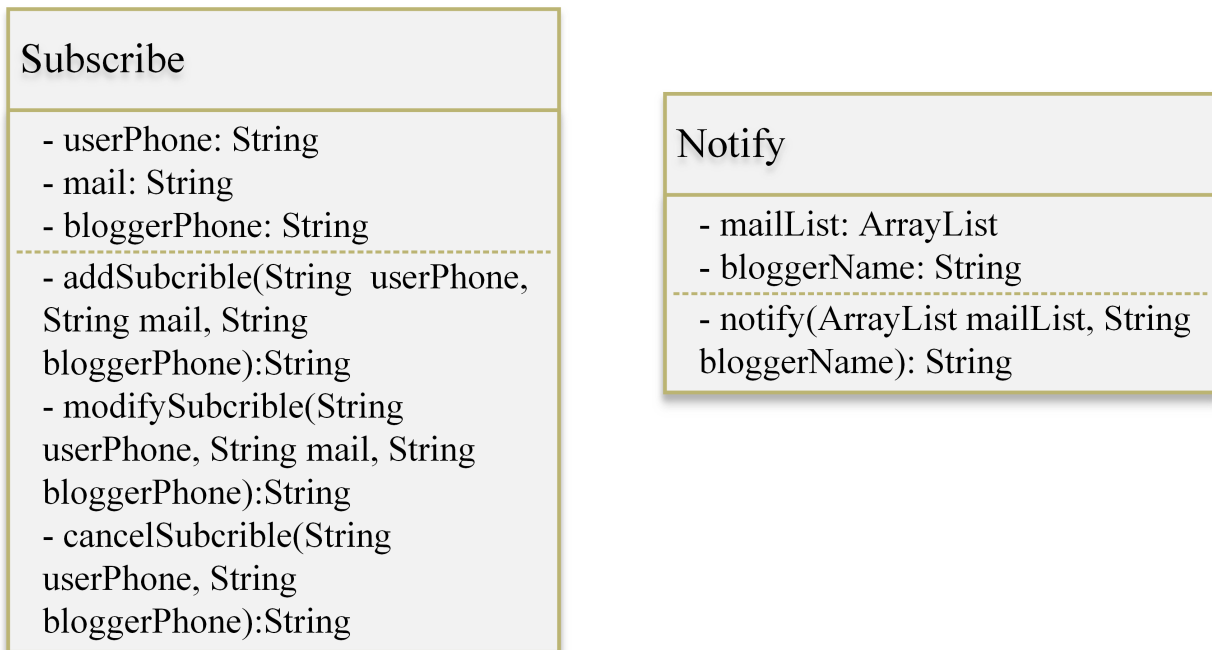 Subscribe
- userPhone: String
- mail: String
- bloggerPhone: String
- addSubcrible(String  userPhone,
String mail, String
bloggerPhone):String
- modifySubcrible(String
userPhone, String mail, String
bloggerPhone):String
- cancelSubcrible(String
userPhone, String
bloggerPhone):String
Notify
- mailList: ArrayList
- bloggerName: String
- notify(ArrayList mailList, String
bloggerName): String